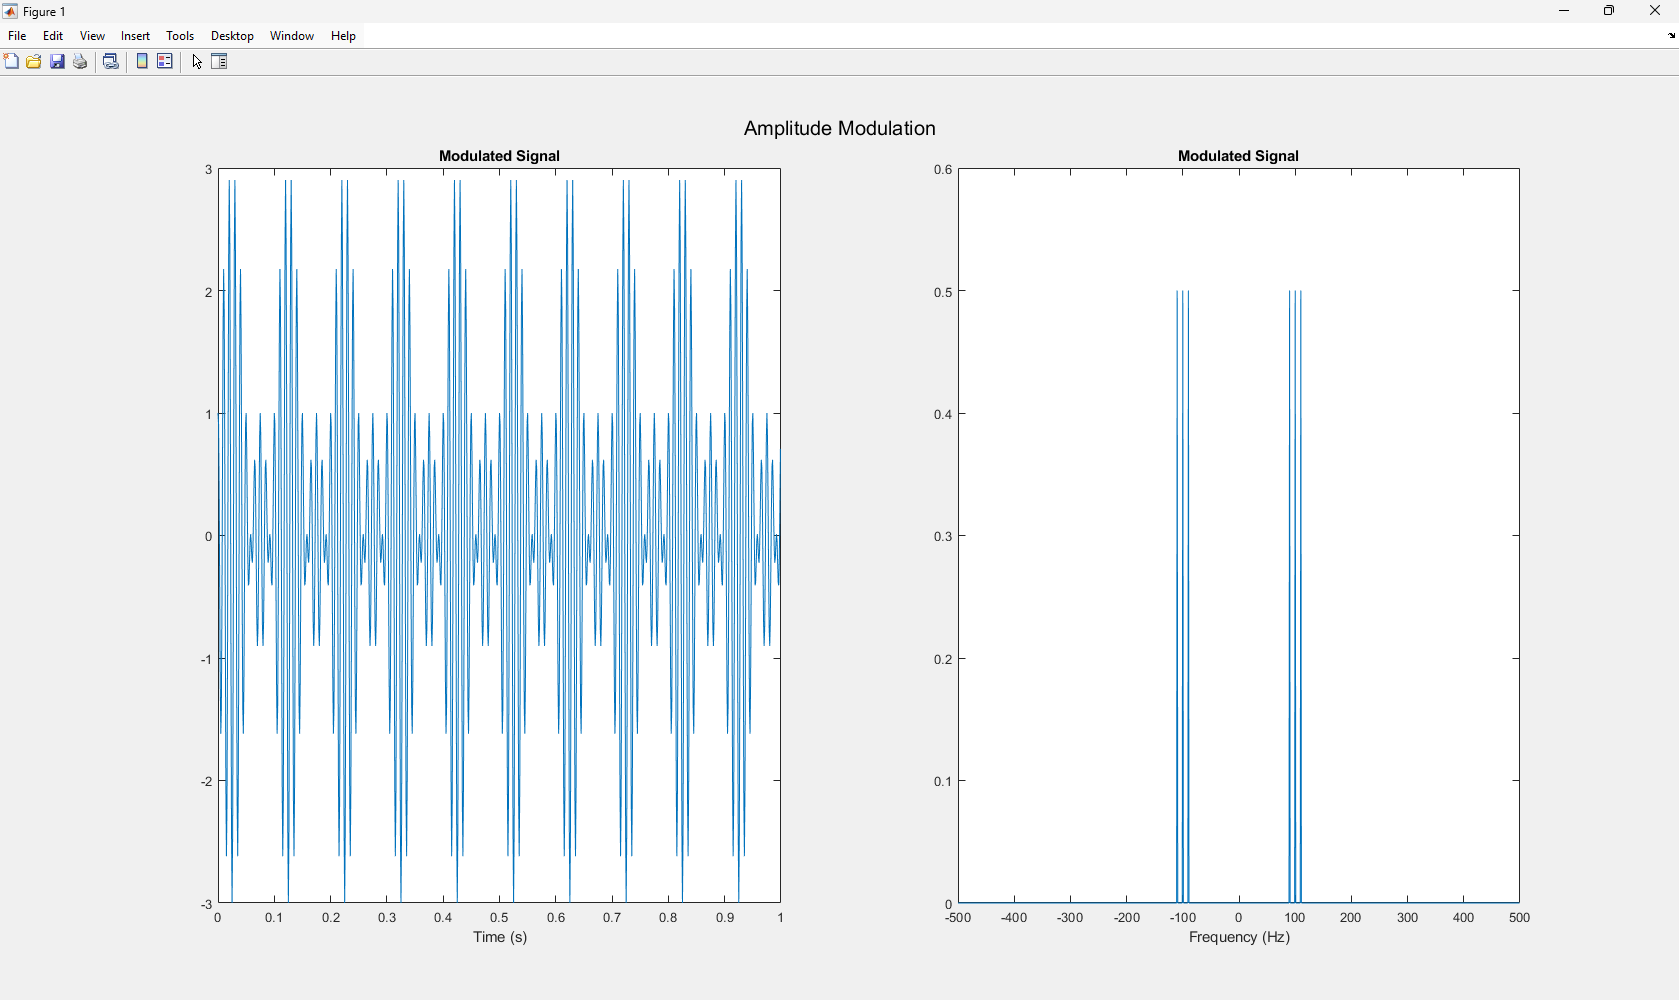 Figure 1
File Edit View Insert Tools Desktop Window Help
Amplitude Modulation
Modulated Signal
3
2
1
0
-1
-2
-3
0 0.1 0.2 0.3 0.4 0.5 0.6 0.7 0.8 0.9 1
Time (s)
Modulated Signal
0.6
0.5
0.4
0.3
0.2
0.1
0
-500 -400 -300 -200 -100 0 100 200 300 400 500
Frequency (Hz)